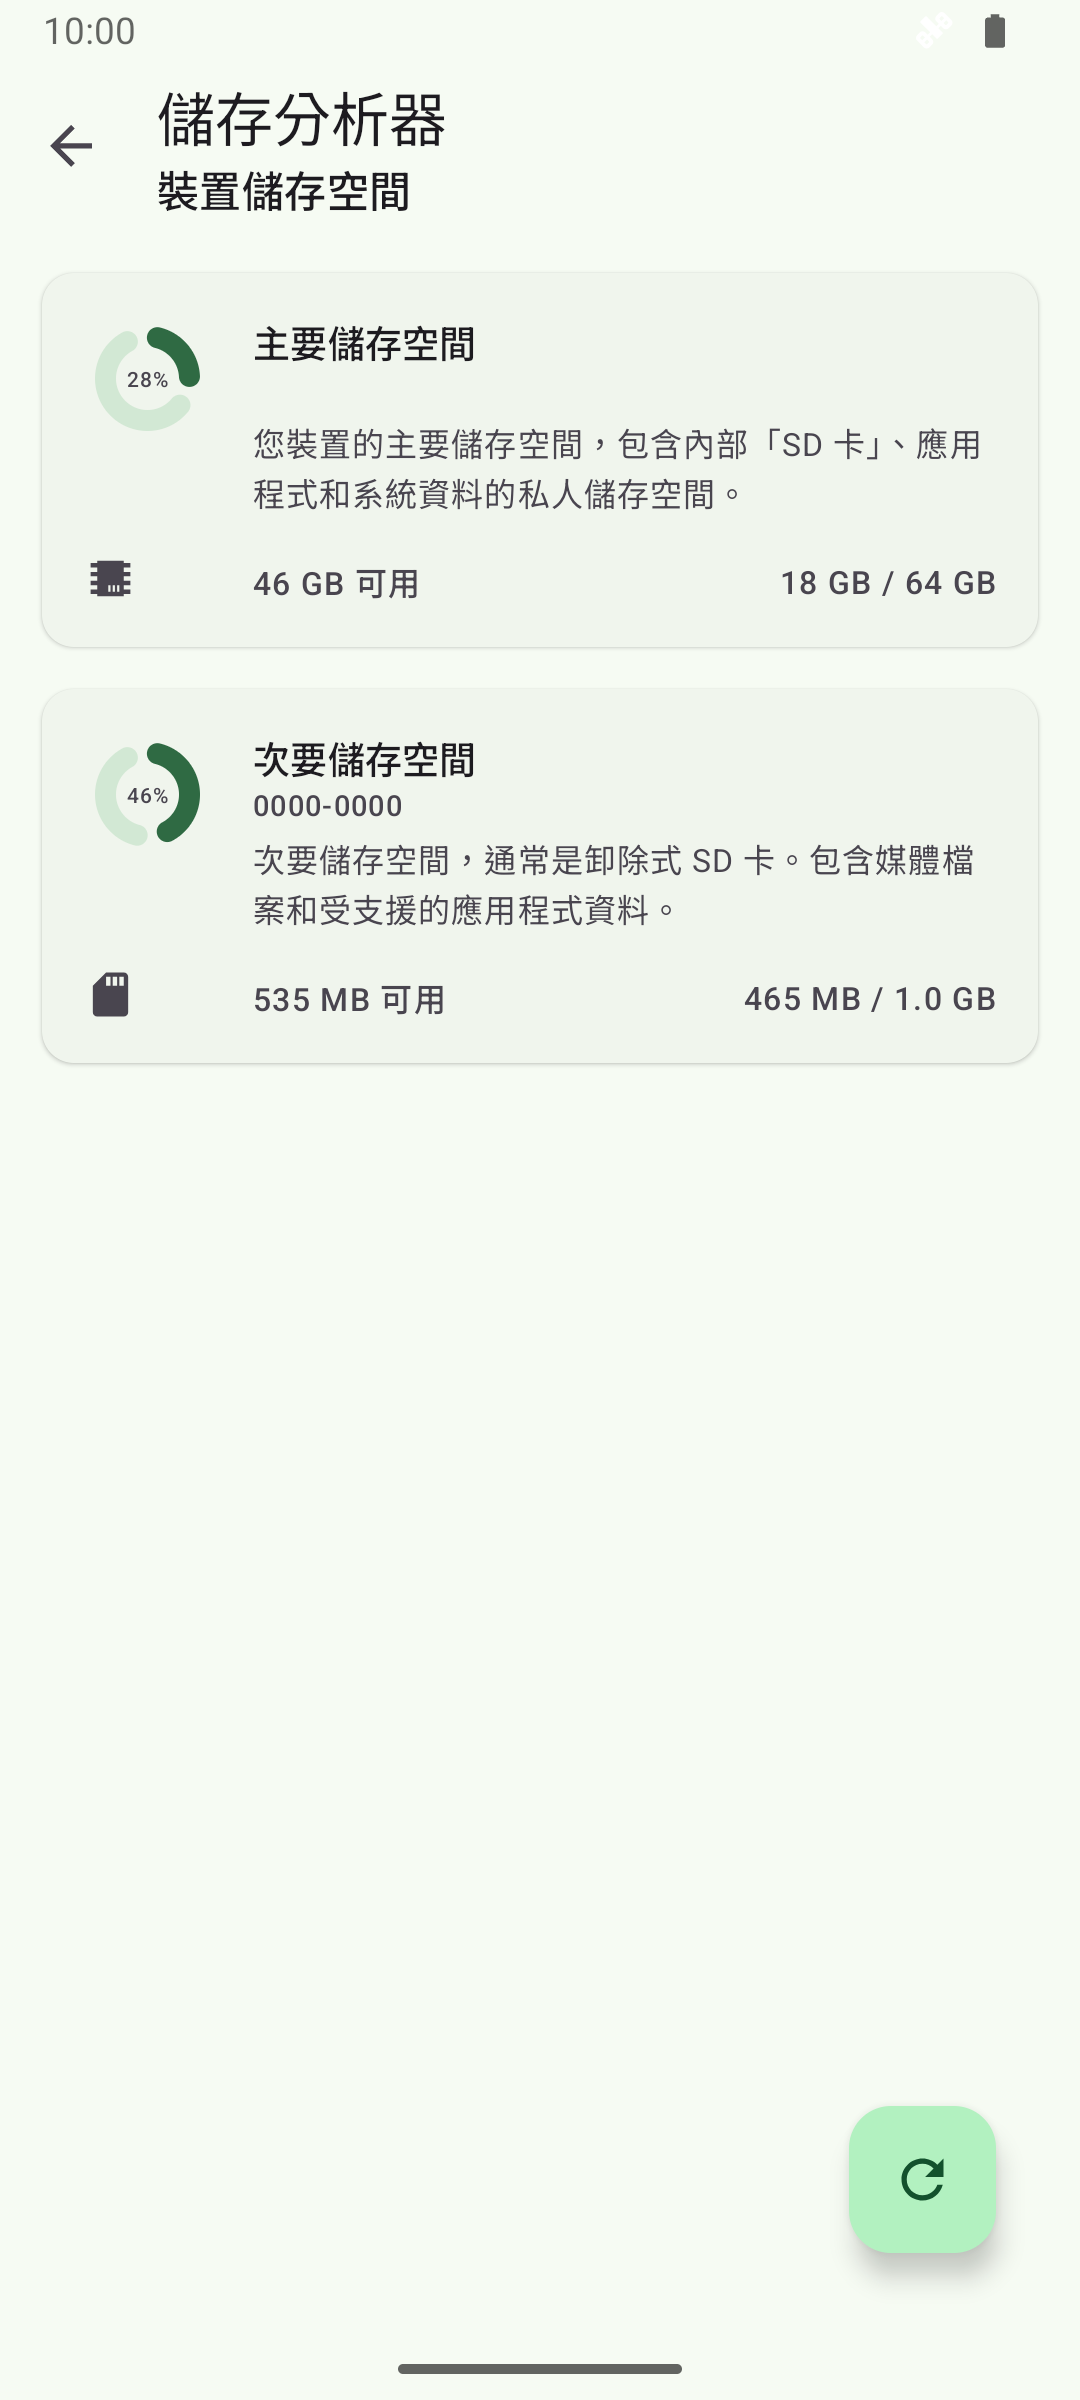 10:00
儲存分析器
裝置儲存空間
28%
主要儲存空間
您裝置的主要儲存空間，包含內部「SD 卡」、應用
程式和系統資料的私人儲存空間。
46 GB 可用
18 GB / 64 GB
46%
次要儲存空間
0000-0000
次要儲存空間，通常是卸除式 SD 卡。包含媒體檔
案和受支援的應用程式資料。
535 MB 可用
465 MB / 1.0 GB